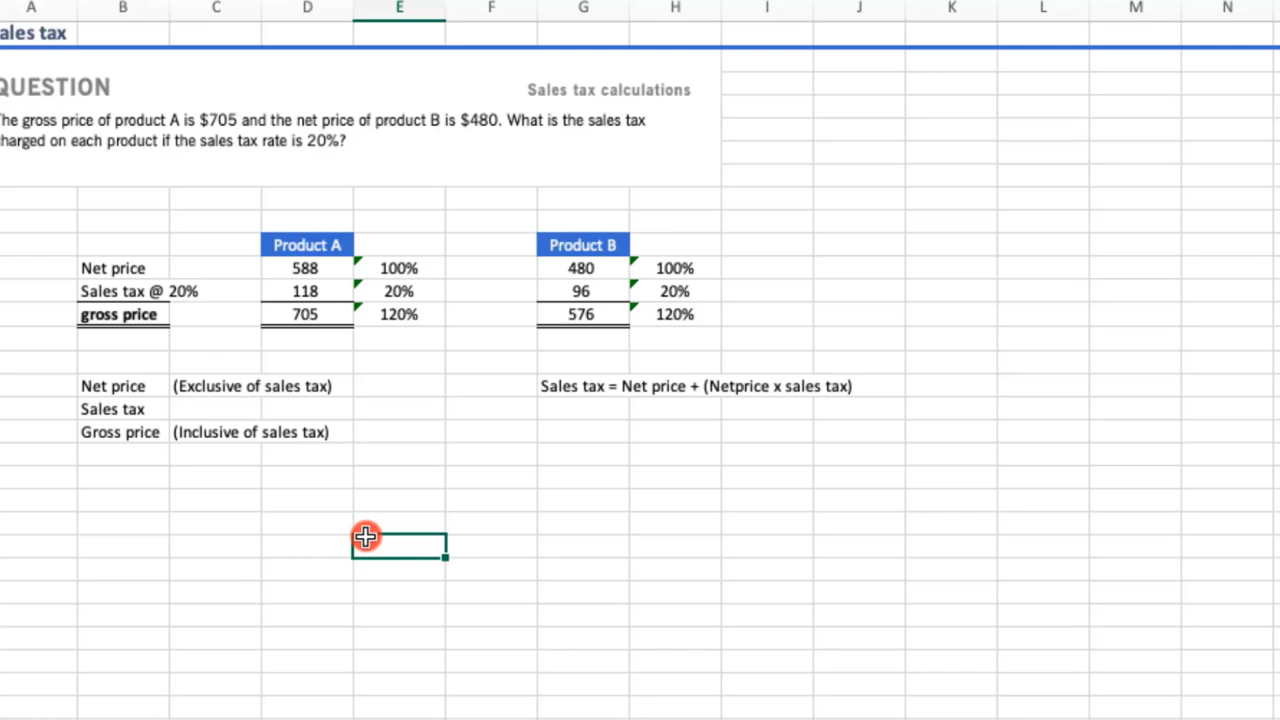 A B C D E F G H I J K L M N
ales tax
QUESTION Sales tax calculations
he gross price of product A is $705 and the net price of product B is $480. What is the sales tax
harged on each product if the sales tax rate is 20%?
Product A Product B
Net price 588 100% 480 100%
Sales tax @ 20% 118 20% 96 20%
gross price 705 120% 576 120%
Net price (Exclusive of sales tax) Sales tax = Net price + (Netprice x sales tax)
Sales tax
Gross price (Inclusive of sales tax)